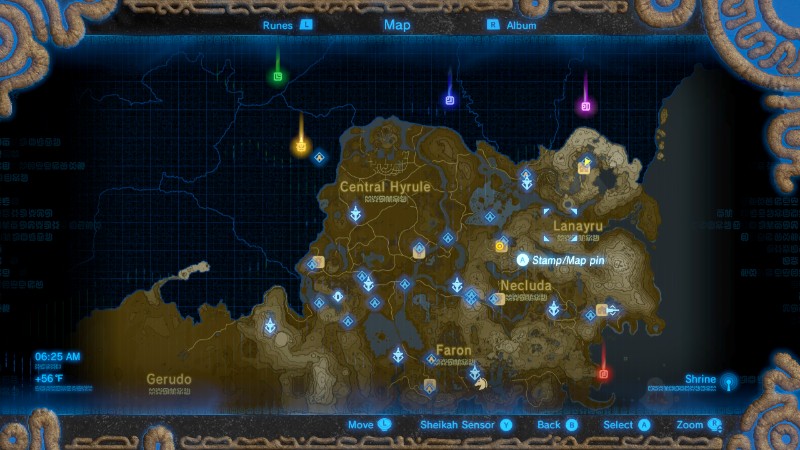 Runes L
Map
R Album
Central Hyrule
Lanayru
A Stamp/Map pin
Necluda
Faron
Gerudo
06:25 AM
+56°F
Shrine
Move L
Sheikah Sensor Y
Back B
Select A
Zoom R